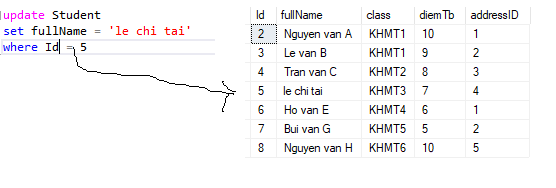 update Student
set fullName = 'le chi tai'
where Id = 5
Id fullName class diemTb addressID
2 Nguyen van A KHMT1 10 1
3 Le van B KHMT1 9 2
4 Tran van C KHMT2 8 3
5 le chi tai KHMT3 7 4
6 Ho van E KHMT4 6 1
7 Bui van G KHMT5 5 2
8 Nguyen van H KHMT6 10 5